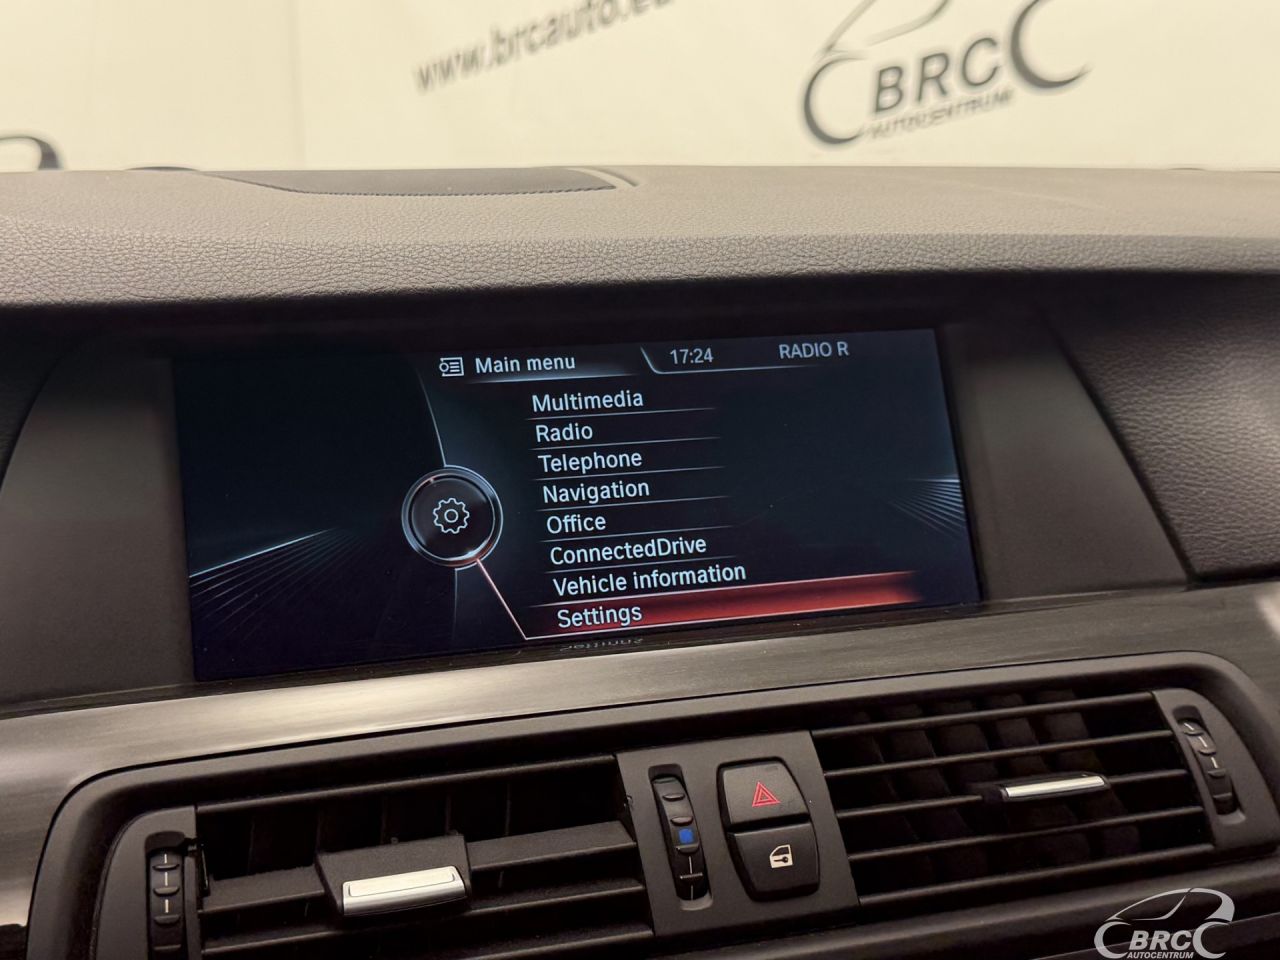 www.brcauto.eu
BRC
AUTOCENTRUM
Main menu
17:24
RADIO R
Multimedia
Radio
Telephone
Navigation
Office
ConnectedDrive
Vehicle information
Settings
BRC
AUTOCENTRUM